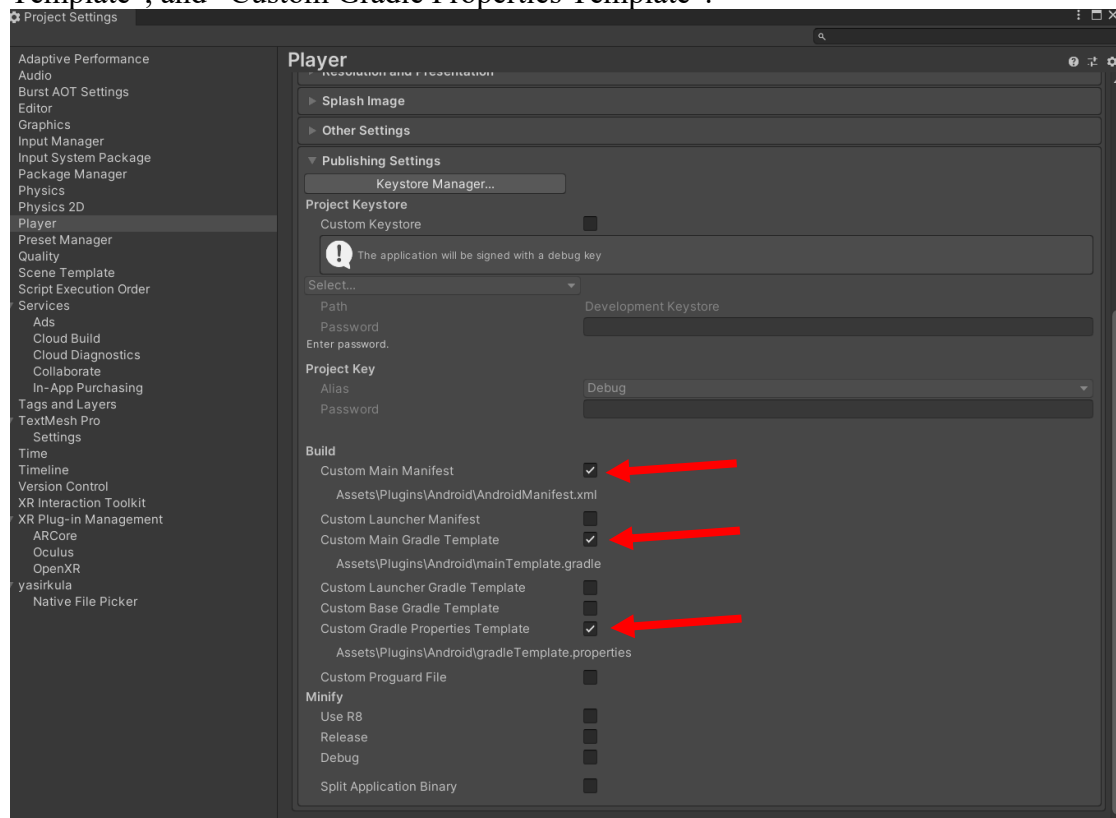 Template", and "Custom Gradle Properties Template".
Project Settings
Adaptive Performance
Audio
Burst AOT Settings
Editor
Graphics
Input Manager
Input System Package
Package Manager
Physics
Physics 2D
Player
Preset Manager
Quality
Scene Template
Script Execution Order
Services
Ads
Cloud Build
Cloud Diagnostics
Collaborate
In-App Purchasing
Tags and Layers
TextMesh Pro
Settings
Time
Timeline
Version Control
XR Interaction Toolkit
XR Plug-in Management
ARCore
Oculus
OpenXR
yasirkula
Native File Picker
Player
Resolution and Presentation
Splash Image
Other Settings
Publishing Settings
Keystore Manager...
Project Keystore
Custom Keystore
The application will be signed with a debug key
Select...
Path Development Keystore
Password
Enter password.
Project Key
Alias Debug
Password
Build
Custom Main Manifest
Assets\Plugins\Android\AndroidManifest.xml
Custom Launcher Manifest
Custom Main Gradle Template
Assets\Plugins\Android\mainTemplate.gradle
Custom Launcher Gradle Template
Custom Base Gradle Template
Custom Gradle Properties Template
Assets\Plugins\Android\gradleTemplate.properties
Custom Proguard File
Minify
Use R8
Release
Debug
Split Application Binary